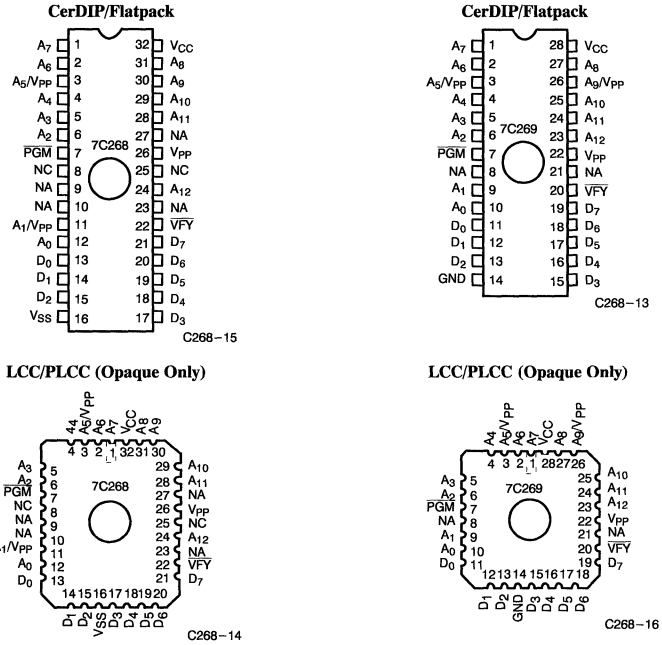 CerDIP/Flatpack
A7 1 32 VCC
A6 2 31 A8
A5/VPP 3 30 A9
A4 4 29 A10
A3 5 28 A11
A2 6 27 NA
7C268
PGM 7 26 VPP
NC 8 25 NC
NA 9 24 A12
NA 10 23 NA
A1/VPP 11 22 VFY
A0 12 21 D7
D0 13 20 D6
D1 14 19 D5
D2 15 18 D4
VSS 16 17 D3
C268-15
CerDIP/Flatpack
A7 1 28 VCC
A6 2 27 A8
A5/VPP 3 26 A9/VPP
A4 4 25 A10
A3 5 24 A11
7C269
A2 6 23 A12
PGM 7 22 VPP
NA 8 21 NA
A1 9 20 VFY
A0 10 19 D7
D0 11 18 D6
D1 12 17 D5
D2 13 16 D4
GND 14 15 D3
C268-13
LCC/PLCC (Opaque Only)
44 A5/VPP A6 A7 VCC A8 A9
4 3 2 1 32 31 30
A3 5 29 A10
A2 6 28 A11
7C268
PGM 7 27 NA
NC 8 26 VPP
NA 9 25 NC
NA 10 24 A12
1/VPP 11 23 NA
A0 12 22 VFY
D0 13 21 D7
14 15 16 17 18 19 20
D1 D2 VSS D3 D4 D5 D6
C268-14
LCC/PLCC (Opaque Only)
A4 A5/VPP A6 A7 VCC A8 A9/VPP
4 3 2 1 28 27 26
A3 5 25 A10
A2 6 24 A11
7C269
PGM 7 23 A12
NA 8 22 VPP
A1 9 21 NA
A0 10 20 VFY
D0 11 19 D7
12 13 14 15 16 17 18
D1 D2 GND D3 D4 D5 D6
C268-16